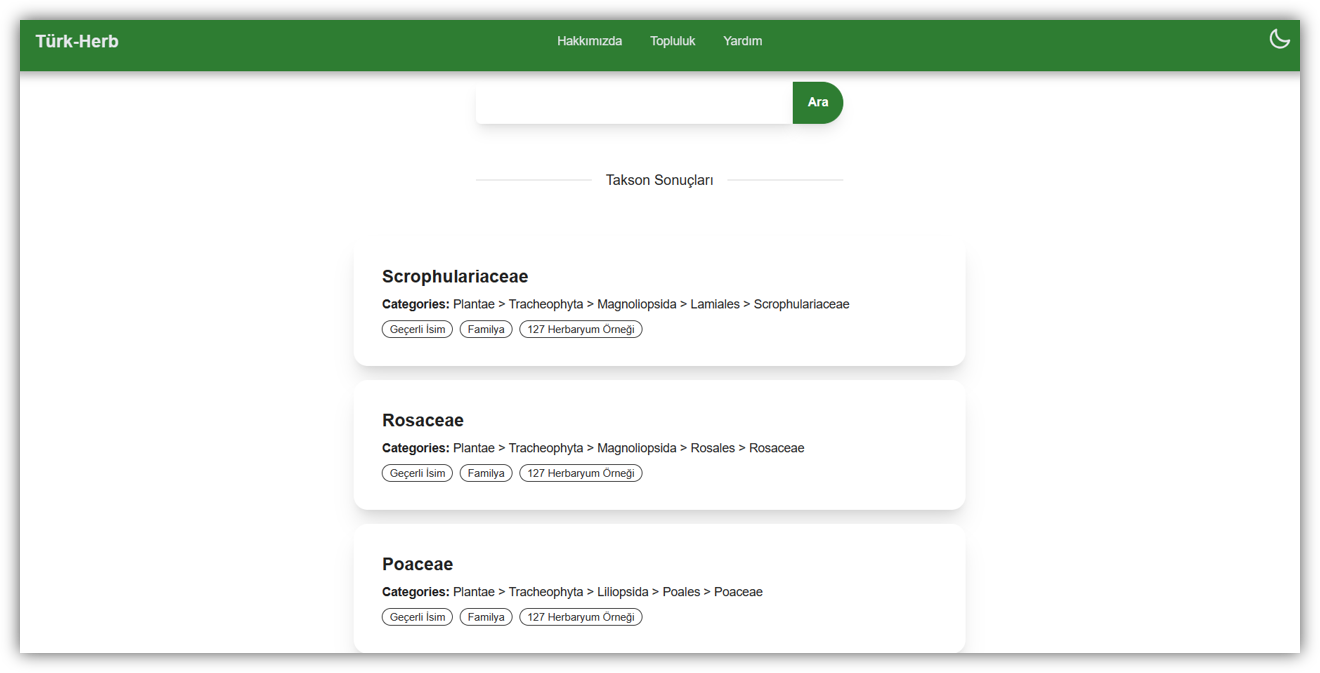 Türk-Herb Hakkımızda Topluluk Yardım
Ara
Takson Sonuçları
Scrophulariaceae
Categories: Plantae > Tracheophyta > Magnoliopsida > Lamiales > Scrophulariaceae
Geçerli İsim Familya 127 Herbaryum Örneği
Rosaceae
Categories: Plantae > Tracheophyta > Magnoliopsida > Rosales > Rosaceae
Geçerli İsim Familya 127 Herbaryum Örneği
Poaceae
Categories: Plantae > Tracheophyta > Liliopsida > Poales > Poaceae
Geçerli İsim Familya 127 Herbaryum Örneği